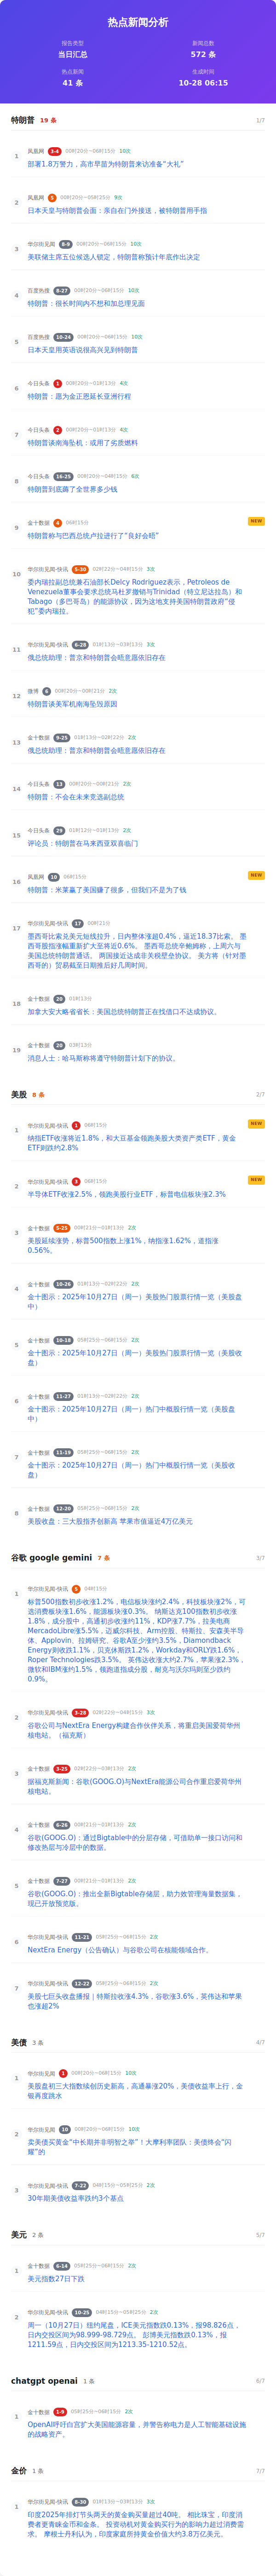 热点新闻分析
报告类型
新闻总数
当日汇总
572 条
热点新闻
生成时间
41 条
10-28 06:15
特朗普 19 条 1/7
1
凤凰网 3-4 00时20分~06时15分 10次
部署1.8万警力，高市早苗为特朗普来访准备“大礼”
2
凤凰网 5 00时20分~05时25分 9次
日本天皇与特朗普会面：亲自在门外接送，被特朗普用手指
3
华尔街见闻 8-9 00时20分~06时15分 10次
美联储主席五位候选人锁定，特朗普称预计年底作出决定
4
百度热搜 8-27 00时20分~06时15分 10次
特朗普：很长时间内不想和加总理见面
5
百度热搜 10-24 00时20分~06时15分 10次
日本天皇用英语说很高兴见到特朗普
6
今日头条 1 00时20分~01时13分 4次
特朗普：愿为金正恩延长亚洲行程
7
今日头条 2 00时20分~01时13分 4次
特朗普谈南海坠机：或用了劣质燃料
8
今日头条 16-25 00时20分~04时15分 6次
特朗普到底薅了全世界多少钱
9
金十数据 4 06时15分
NEW
特朗普称与巴西总统卢拉进行了“良好会晤”
10
华尔街见闻-快讯 5-30 02时22分~04时15分 3次
委内瑞拉副总统兼石油部长Delcy Rodriguez表示，Petroleos de
Venezuela董事会要求总统马杜罗撤销与Trinidad（特立尼达拉岛）和
Tobago（多巴哥岛）的能源协议，因为这地支持美国特朗普政府“侵
犯”委内瑞拉。
11
华尔街见闻-快讯 6-28 01时13分~03时13分 3次
俄总统助理：普京和特朗普会晤意愿依旧存在
12
微博 6 00时20分~00时21分 2次
特朗普谈美军机南海坠毁原因
13
金十数据 9-25 01时13分~02时22分 2次
俄总统助理：普京和特朗普会晤意愿依旧存在
14
今日头条 13 00时20分~00时21分 2次
特朗普：不会在未来竞选副总统
15
今日头条 29 01时12分~01时13分 2次
评论员：特朗普在马来西亚双喜临门
16
凤凰网 10 06时15分
NEW
特朗普：米莱赢了美国赚了很多，但我们不是为了钱
17
华尔街见闻-快讯 17 00时21分
墨西哥比索兑美元短线拉升，日内整体涨超0.4%，逼近18.37比索。 墨
西哥股指涨幅重新扩大至将近0.6%。 墨西哥总统辛鲍姆称，上周六与
美国总统特朗普通话。 两国接近达成非关税壁垒协议。 美方将（针对墨
西哥的）贸易截至日期推后好几周时间。
18
金十数据 20 01时13分
加拿大安大略省省长：美国总统特朗普正在找借口不达成协议。
19
金十数据 20 03时13分
消息人士：哈马斯称将遵守特朗普计划下的协议。
美股 8 条 2/7
1
华尔街见闻-快讯 1 06时15分
NEW
纳指ETF收涨将近1.8%，和大豆基金领跑美股大类资产类ETF，黄金
ETF则跌约2.8%
2
华尔街见闻-快讯 3 06时15分
NEW
半导体ETF收涨2.5%，领跑美股行业ETF，标普电信板块涨2.3%
3
金十数据 5-21 00时21分~01时13分 2次
美股延续涨势，标普500指数上涨1%，纳指涨1.62%，道指涨
0.56%。
4
金十数据 10-26 01时13分~02时22分 2次
金十图示：2025年10月27日（周一）美股热门股票行情一览（美股盘
中）
5
金十数据 10-18 05时25分~06时15分 2次
金十图示：2025年10月27日（周一）美股热门股票行情一览（美股收
盘）
6
金十数据 11-27 01时13分~02时22分 2次
金十图示：2025年10月27日（周一）热门中概股行情一览（美股盘
中）
7
金十数据 11-19 05时25分~06时15分 2次
金十图示：2025年10月27日（周一）热门中概股行情一览（美股收
盘）
8
金十数据 12-20 05时25分~06时15分 2次
美股收盘：三大股指齐创新高 苹果市值逼近4万亿美元
谷歌 google gemini 7 条 3/7
1
华尔街见闻-快讯 5 04时15分
标普500指数初步收涨1.2%，电信板块涨约2.4%，科技板块涨2%，可
选消费板块涨1.6%，能源板块涨0.3%。 纳斯达克100指数初步收涨
1.8%，成分股中，高通初步收涨约11%，KDP涨7.7%，拉美电商
MercadoLibre涨5.5%，迈威尔科技、Arm控股、特斯拉、安森美半导
体、Applovin、拉姆研究、谷歌A至少涨约3.5%，Diamondback
Energy则收跌1.1%，贝克休斯跌1.2%，Workday和ORLY跌1.6%，
Roper Technologies跌3.5%。 英伟达收涨大约2.7%，苹果涨2.3%，
微软和IBM涨约1.5%，领跑道指成分股，耐克与沃尔玛则至少跌约
0.9%。
2
华尔街见闻-快讯 3-28 02时22分~04时15分 3次
谷歌公司与NextEra Energy构建合作伙伴关系，将重启美国爱荷华州
核电站。（福克斯）
3
金十数据 3-25 02时22分~03时13分 2次
据福克斯新闻：谷歌(GOOG.O)与NextEra能源公司合作重启爱荷华州
核电站。
4
金十数据 6-26 00时21分~01时13分 2次
谷歌(GOOG.O)：通过Bigtable中的分层存储，可借助单一接口访问和
修改热层与冷层中的数据。
5
金十数据 7-27 00时21分~01时13分 2次
谷歌(GOOG.O)：推出全新Bigtable存储层，助力效管理海量数据集，
现已开放预览版。
6
华尔街见闻-快讯 11-21 05时25分~06时15分 2次
NextEra Energy（公告确认）与谷歌公司在核能领域合作。
7
华尔街见闻-快讯 12-22 05时25分~06时15分 2次
美股七巨头收盘播报｜特斯拉收涨4.3%，谷歌涨3.6%，英伟达和苹果
也涨超2%
美债 3 条 4/7
1
华尔街见闻 1 00时20分~06时15分 10次
美股盘初三大指数续创历史新高，高通暴涨20%，美债收益率上行，金
银再度跳水
2
华尔街见闻 10 00时20分~06时15分 10次
卖美债买黄金“中长期并非明智之举”！大摩利率团队：美债终会“闪
耀”的
3
华尔街见闻-快讯 7-22 04时15分~05时25分 2次
30年期美债收益率跌约3个基点
美元 2 条 5/7
1
金十数据 6-14 05时25分~06时15分 2次
美元指数27日下跌
2
华尔街见闻-快讯 10-25 04时15分~05时25分 2次
周一（10月27日）纽约尾盘，ICE美元指数跌0.13%，报98.826点，
日内交投区间为98.999-98.729点。 彭博美元指数跌0.13%，报
1211.59点，日内交投区间为1213.35-1210.52点。
chatgpt openai 1 条 6/7
1
金十数据 1-9 05时25分~06时15分 2次
OpenAI呼吁白宫扩大美国能源容量，并警告称电力是人工智能基础设施
的战略资产。
金价 1 条 7/7
1
华尔街见闻-快讯 8-30 01时13分~03时13分 3次
印度2025年排灯节头两天的黄金购买量超过40吨。 相比珠宝，印度消
费者更青睐金币和金条。 投资动机对黄金购买行为的影响力超过消费需
求。 摩根士丹利认为，印度家庭所持黄金价值大约3.8万亿美元。